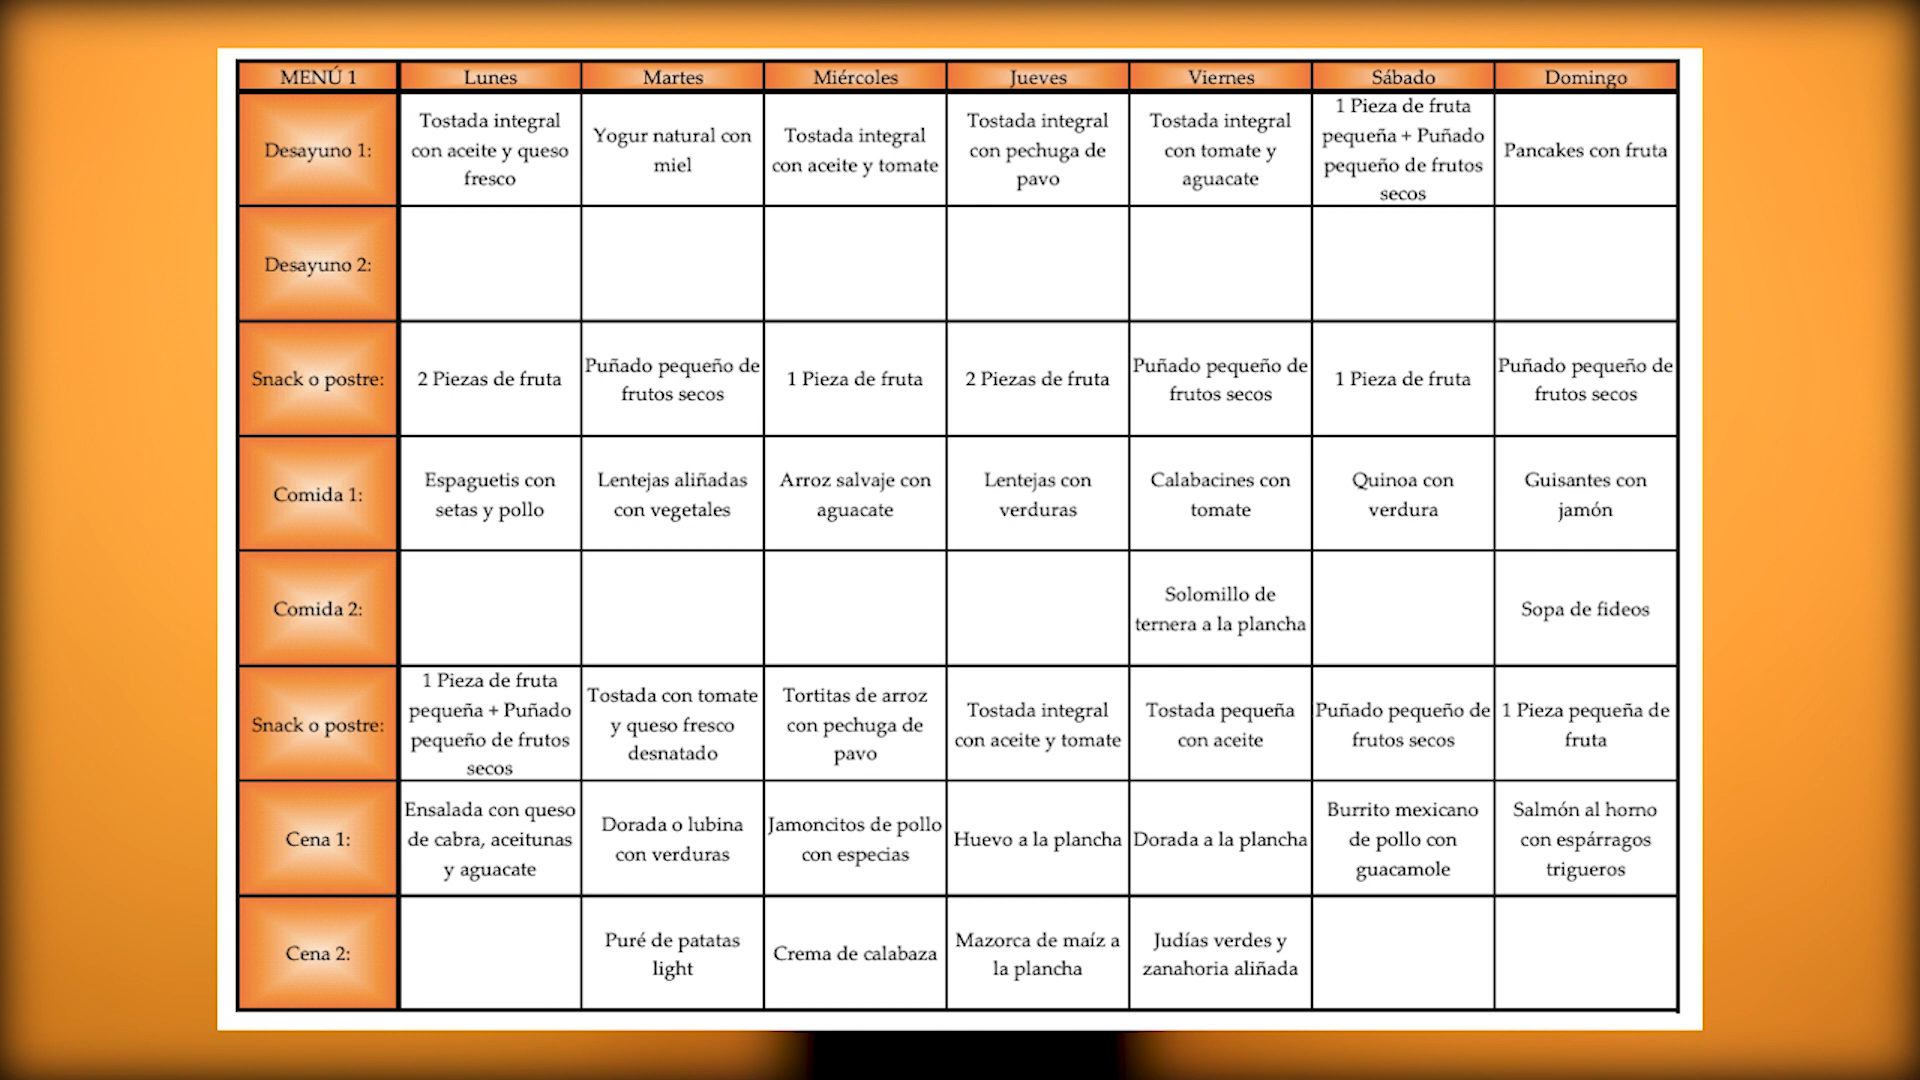 MENÚ 1
Lunes
Martes
Miércoles
Jueves
Viernes
Sábado
Domingo
Desayuno 1:
Tostada integral
con aceite y queso
fresco
Yogur natural con
miel
Tostada integral
con aceite y tomate
Tostada integral
con pechuga de
pavo
Tostada integral
con tomate y
aguacate
1 Pieza de fruta
pequeña + Puñado
pequeño de frutos
secos
Pancakes con fruta
Desayuno 2:
Snack o postre:
2 Piezas de fruta
Puñado pequeño de
frutos secos
1 Pieza de fruta
2 Piezas de fruta
Puñado pequeño de
frutos secos
1 Pieza de fruta
Puñado pequeño de
frutos secos
Comida 1:
Espaguetis con
setas y pollo
Lentejas aliñadas
con vegetales
Arroz salvaje con
aguacate
Lentejas con
verduras
Calabacines con
tomate
Quinoa con
verdura
Guisantes con
jamón
Comida 2:
Solomillo de
ternera a la plancha
Sopa de fideos
Snack o postre:
1 Pieza de fruta
pequeña + Puñado
pequeño de frutos
secos
Tostada con tomate
y queso fresco
desnatado
Tortitas de arroz
con pechuga de
pavo
Tostada integral
con aceite y tomate
Tostada pequeña
con aceite
Puñado pequeño de
frutos secos
1 Pieza pequeña de
fruta
Cena 1:
Ensalada con queso
de cabra, aceitunas
y aguacate
Dorada o lubina
con verduras
Jamoncitos de pollo
con especias
Huevo a la plancha
Dorada a la plancha
Burrito mexicano
de pollo con
guacamole
Salmón al horno
con espárragos
trigueros
Cena 2:
Puré de patatas
light
Crema de calabaza
Mazorca de maíz a
la plancha
Judías verdes y
zanahoria aliñada